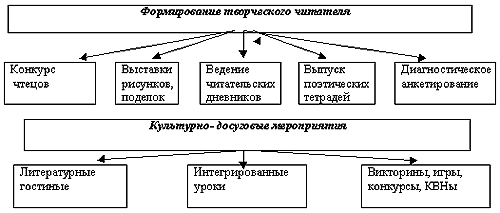 Формирование творческого читателя
Конкурс
чтецов
Выставки
рисунков,
поделок
Ведение
читательских
дневников
Выпуск
поэтических
тетрадей
Диагностическое
анкетирование
Культурно- досуговые мероприятия
Литературные
гостиные
Интегрированные
уроки
Викторины, игры,
конкурсы, КВНы